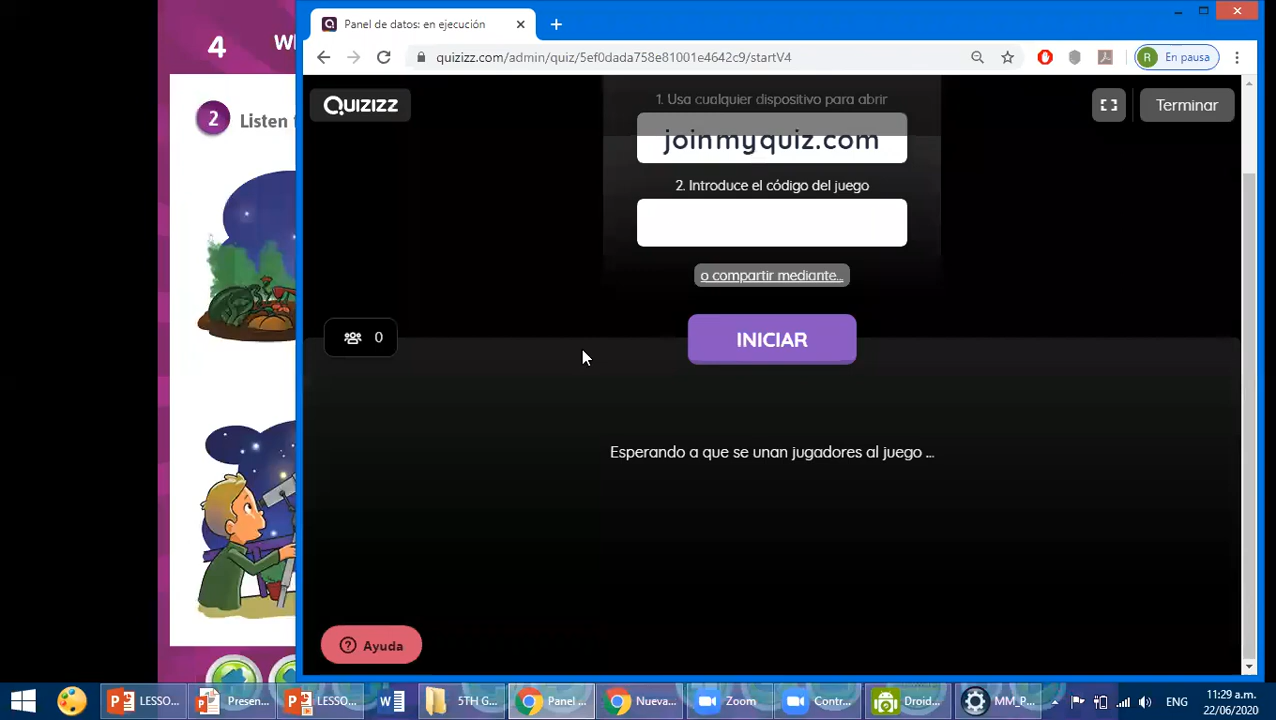 Panel de datos: en ejecución
quizizz.com/admin/quiz/5ef0dada758e81001e4642c9/startV4
En pausa
R
4
2 Listen
Quizizz
1. Usa cualquier dispositivo para abrir
joinmyquiz.com
2. Introduce el código del juego
o compartir mediante...
Terminar
0
INICIAR
Esperando a que se unan jugadores al juego ...
Ayuda
LESSO...
Presen...
LESSO...
5TH G...
Panel ...
Nueva...
Zoom
Contr...
Droid...
MM_P...
ENG
11:29 a.m.
22/06/2020